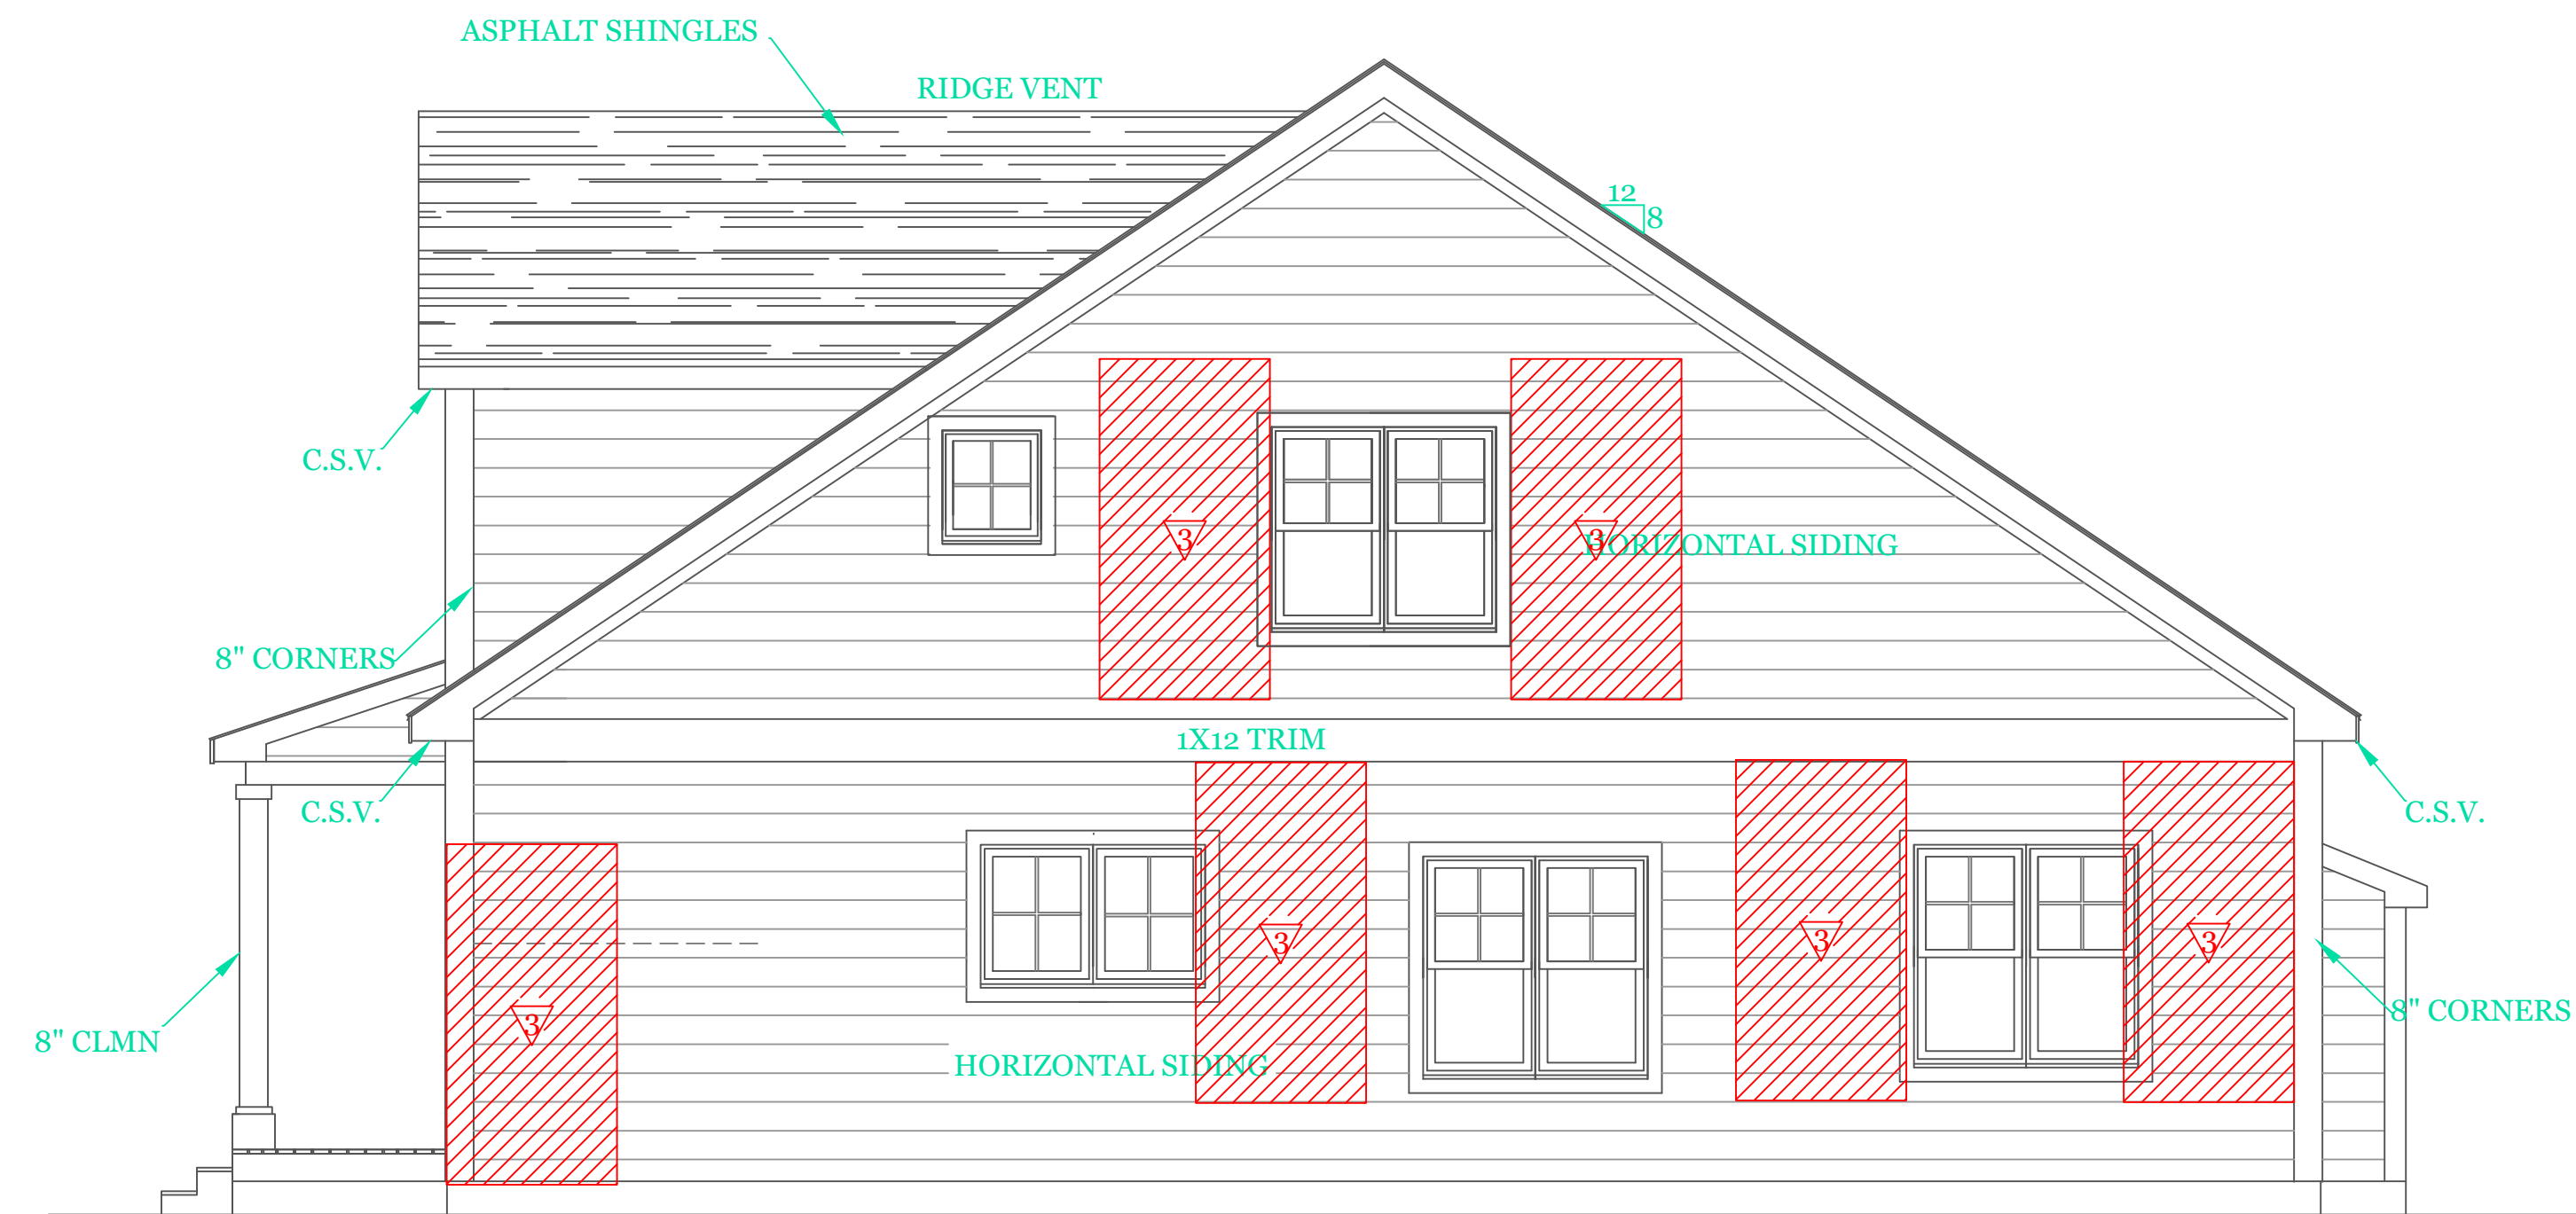 ASPHALT SHINGLES
RIDGE VENT
12
8
C.S.V.
3
3
HORIZONTAL SIDING
8" CORNERS
1X12 TRIM
C.S.V.
C.S.V.
3
3
3
3
8" CORNERS
8" CLMN
HORIZONTAL SIDING